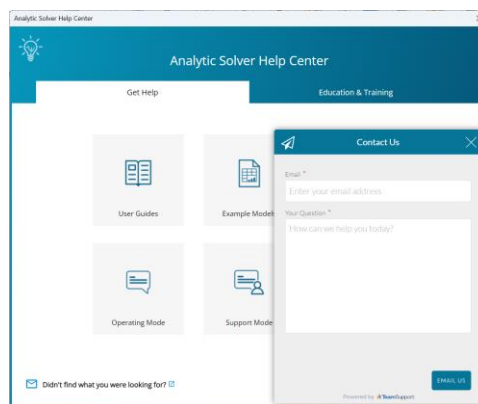 Analytic Solver Help Center
Analytic Solver Help Center
Get Help
Education & Training
Contact Us
Email *
Enter your email address
Your Question *
How can we help you today?
User Guides
Example Models
Operating Mode
Support Mode
EMAIL US
Didn't find what you were looking for?
Powered by TeamSupport